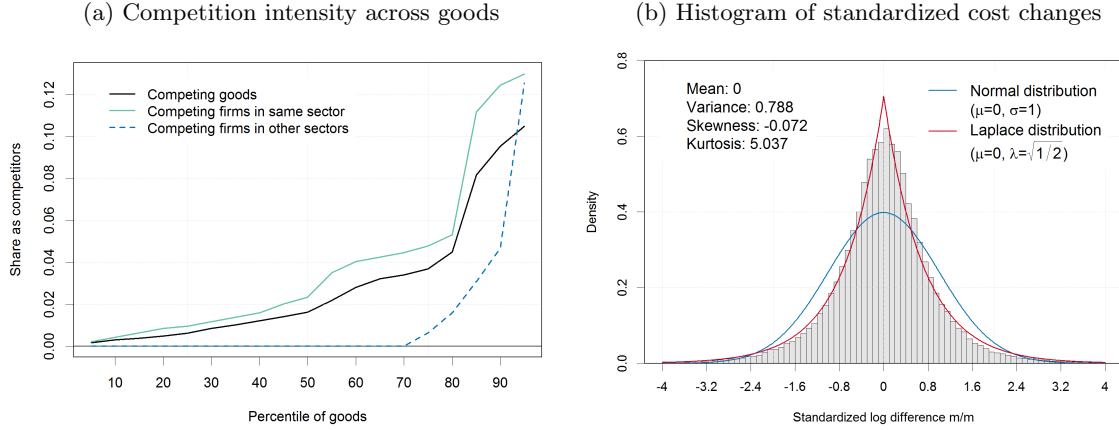 (a) Competition intensity across goods
Competing goods
Competing firms in same sector
Competing firms in other sectors
Share as competitors
0.12
0.10
0.08
0.06
0.04
0.02
0.00
10 20 30 40 50 60 70 80 90
Percentile of goods
(b) Histogram of standardized cost changes
Mean: 0
Variance: 0.788
Skewness: -0.072
Kurtosis: 5.037
Normal distribution
(μ=0, σ=1)
Laplace distribution
(μ=0, λ=√1/2)
Density
0.8
0.6
0.4
0.2
0.0
-4 -3.2 -2.4 -1.6 -0.8 0 0.8 1.6 2.4 3.2 4
Standardized log difference m/m